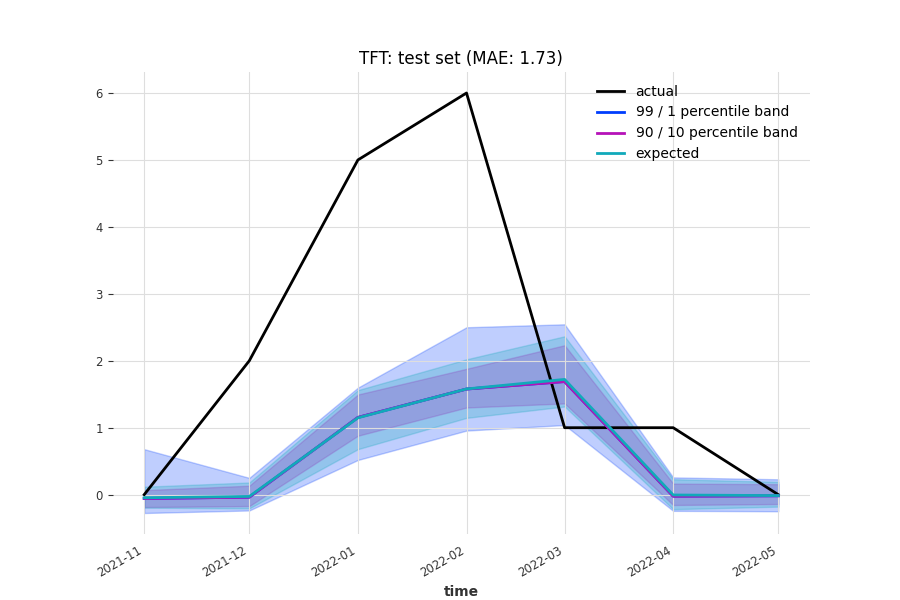 TFT: test set (MAE: 1.73)
actual
99 / 1 percentile band
90 / 10 percentile band
expected
6
5
4
3
2
1
0
2021-11
2021-12
2022-01
2022-02
2022-03
2022-04
2022-05
time